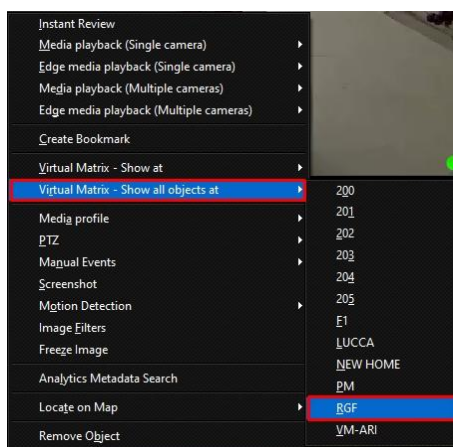 Instant Review
Media playback (Single camera)
Edge media playback (Single camera)
Media playback (Multiple cameras)
Edge media playback (Multiple cameras)
Create Bookmark
Virtual Matrix - Show at
Virtual Matrix - Show all objects at
Media profile
PTZ
Manual Events
Screenshot
Motion Detection
Image Filters
Freeze Image
Analytics Metadata Search
Locate on Map
Remove Object
200
201
202
203
204
205
F1
LUCCA
NEW HOME
PM
RGF
VM-ARI